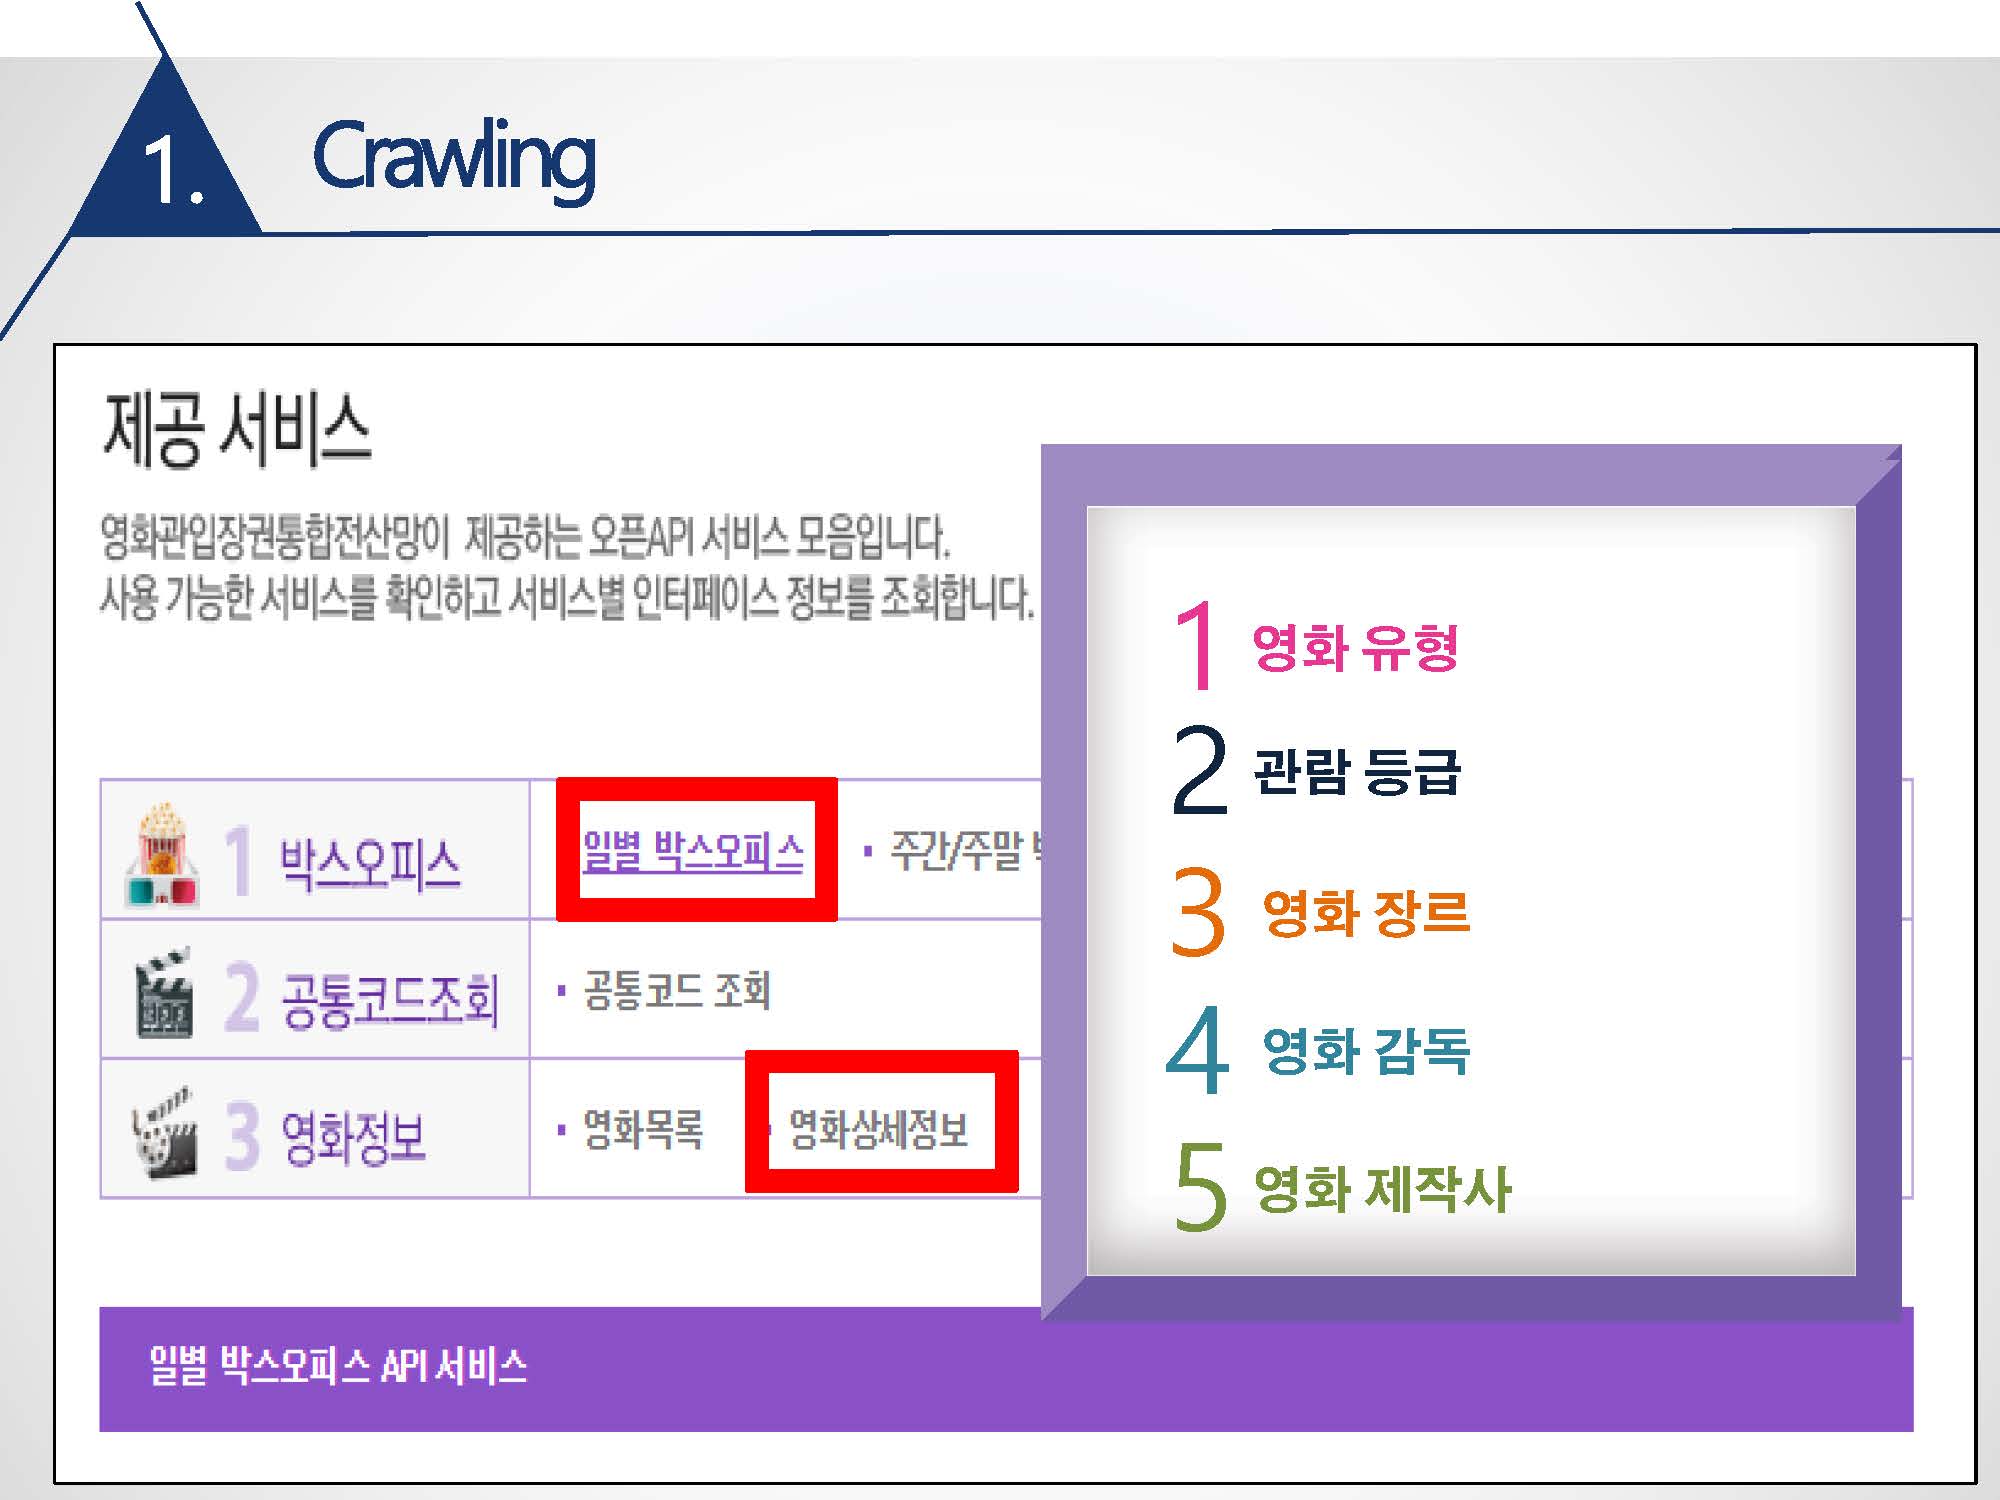 1.
Crawling
제공 서비스
영화관입장권통합전산망이 제공하는 오픈API 서비스 모음입니다.
사용 가능한 서비스를 확인하고 서비스별 인터페이스 정보를 조회합니다.
1 박스오피스
일별 박스오피스
· 주간/주말
2 공통코드조회
· 공통코드 조회
3 영화정보
· 영화목록
· 영화상세정보
1 영화 유형
2 관람 등급
3 영화 장르
4 영화 감독
5 영화 제작사
일별 박스오피스 API 서비스